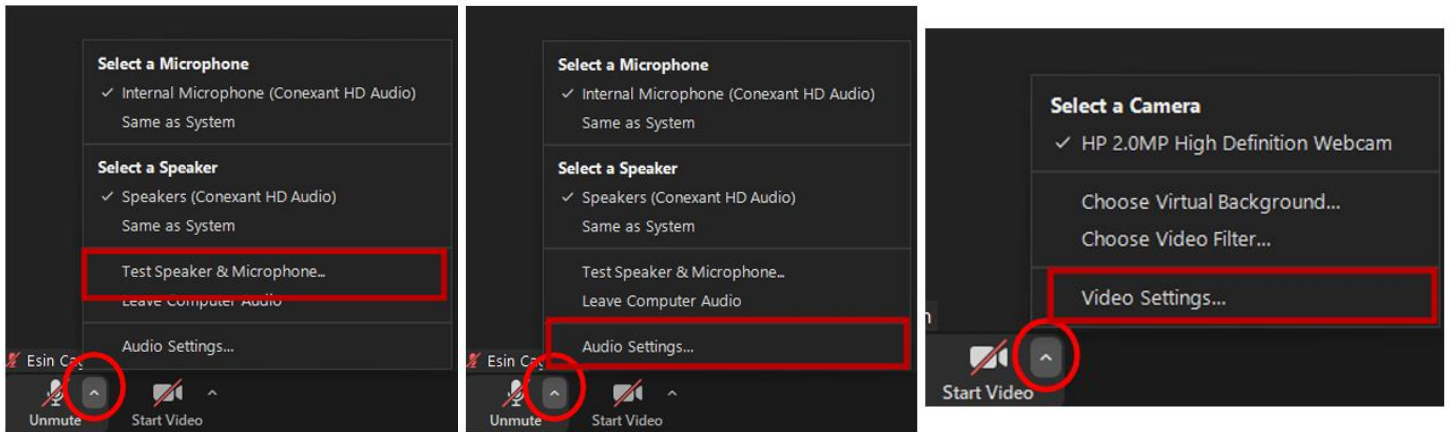 Select a Microphone
✓ Internal Microphone (Conexant HD Audio)
Same as System
Select a Speaker
✓ Speakers (Conexant HD Audio)
Same as System
Test Speaker & Microphone...
Leave Computer Audio
Audio Settings...
Esin
Unmute
Start Video
Select a Microphone
✓ Internal Microphone (Conexant HD Audio)
Same as System
Select a Speaker
✓ Speakers (Conexant HD Audio)
Same as System
Test Speaker & Microphone...
Leave Computer Audio
Audio Settings...
Esin
Unmute
Start Video
Select a Camera
✓ HP 2.0MP High Definition Webcam
Choose Virtual Background...
Choose Video Filter...
Video Settings...
Start Video